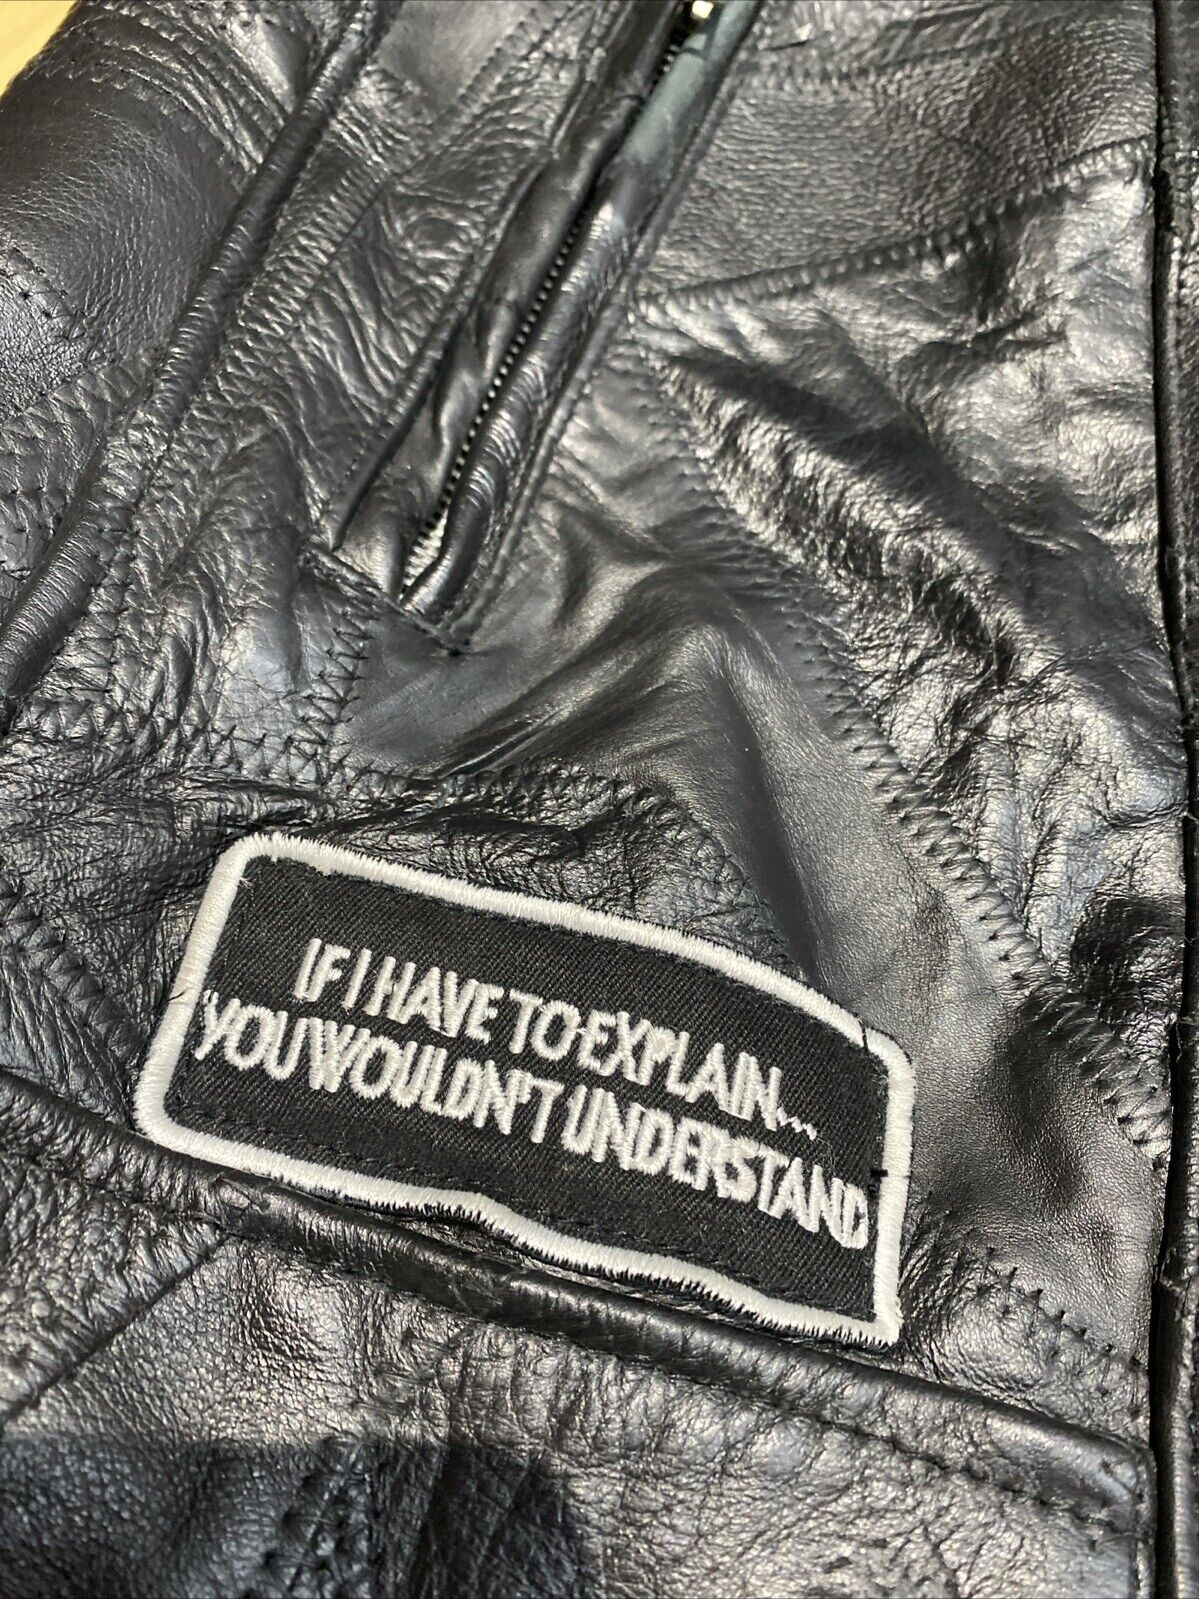 IF I HAVE TO EXPLAIN...
YOU WOULDN'T UNDERSTAND